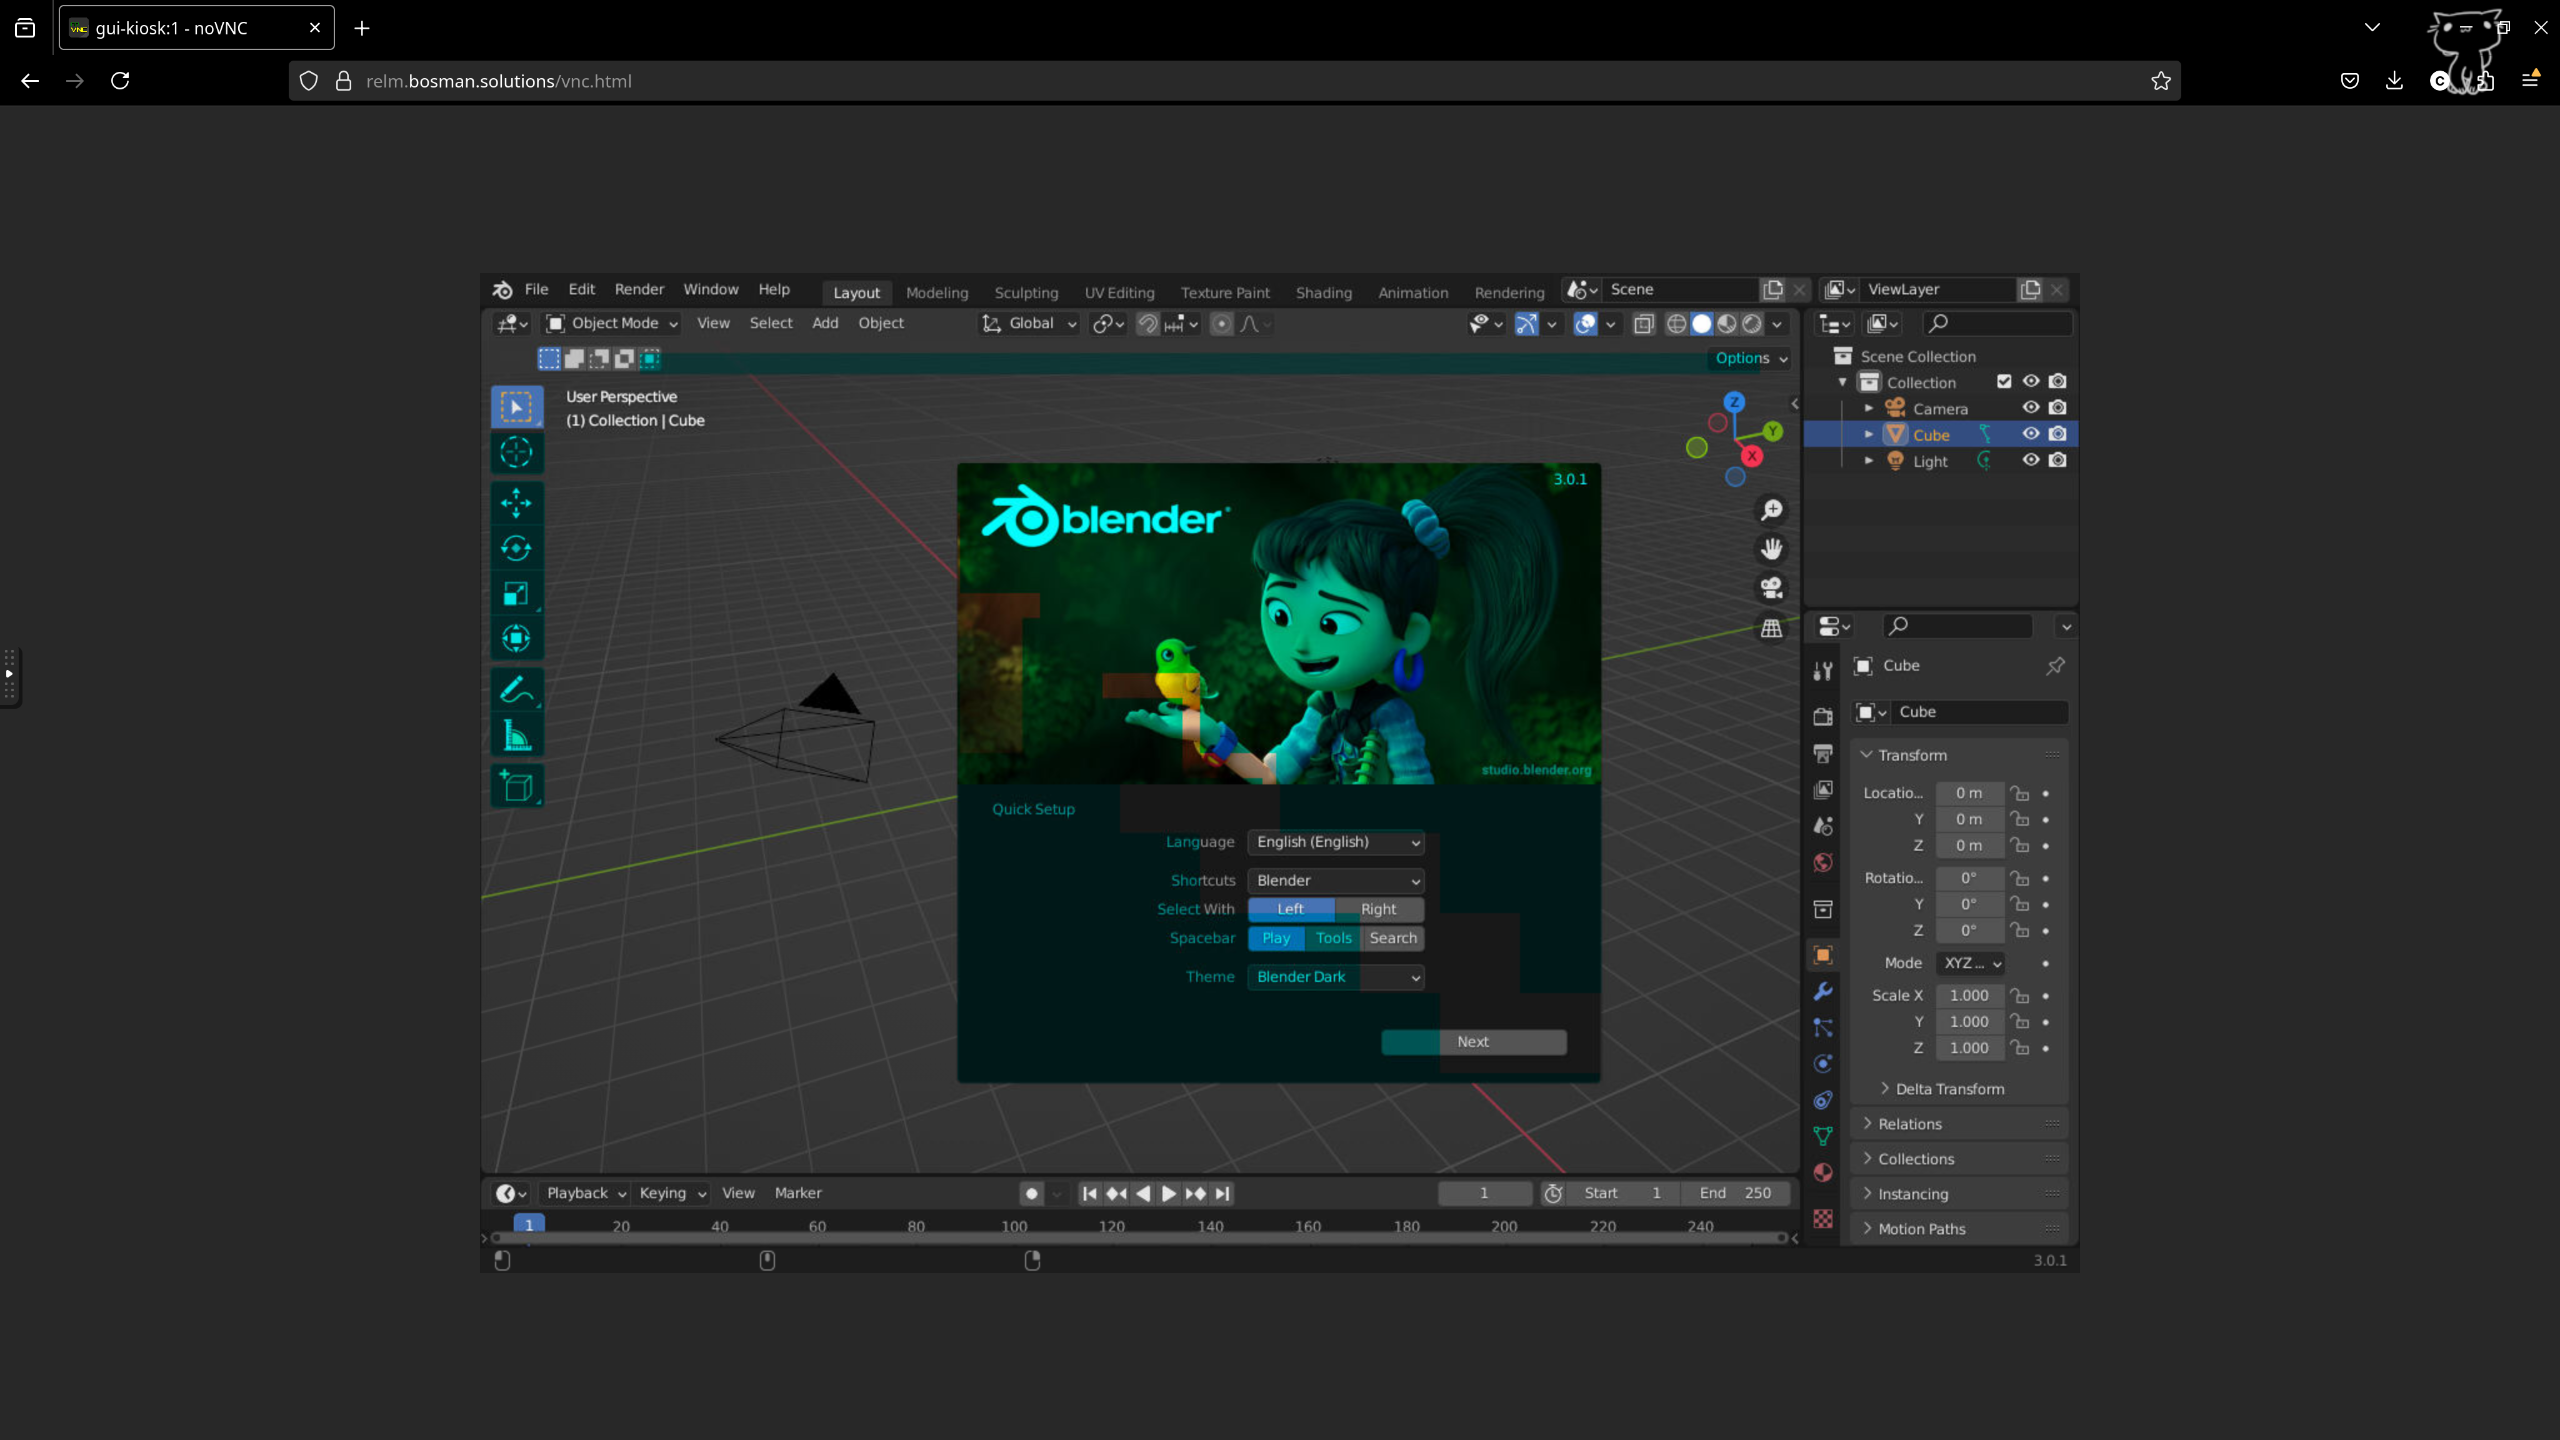 gui-kiosk:1 - noVNC
relm.bosman.solutions/vnc.html
File Edit Render Window Help Layout Modeling Sculpting UV Editing Texture Paint Shading Animation Rendering Scene ViewLayer
Object Mode View Select Add Object Global
Options
User Perspective
(1) Collection | Cube
Z
Y
X
Scene Collection
Collection
Camera
Cube
Light
3.0.1
blender
studio.blender.org
Quick Setup
Language English (English)
Shortcuts Blender
Select With Left Right
Spacebar Play Tools Search
Theme Blender Dark
Next
Cube
Cube
Transform
Locatio... 0 m
Y 0 m
Z 0 m
Rotatio... 0°
Y 0°
Z 0°
Mode XYZ ...
Scale X 1.000
Y 1.000
Z 1.000
Delta Transform
Relations
Collections
Instancing
Motion Paths
Playback Keying View Marker 1 Start 1 End 250
1 20 40 60 80 100 120 140 160 180 200 220 240
3.0.1